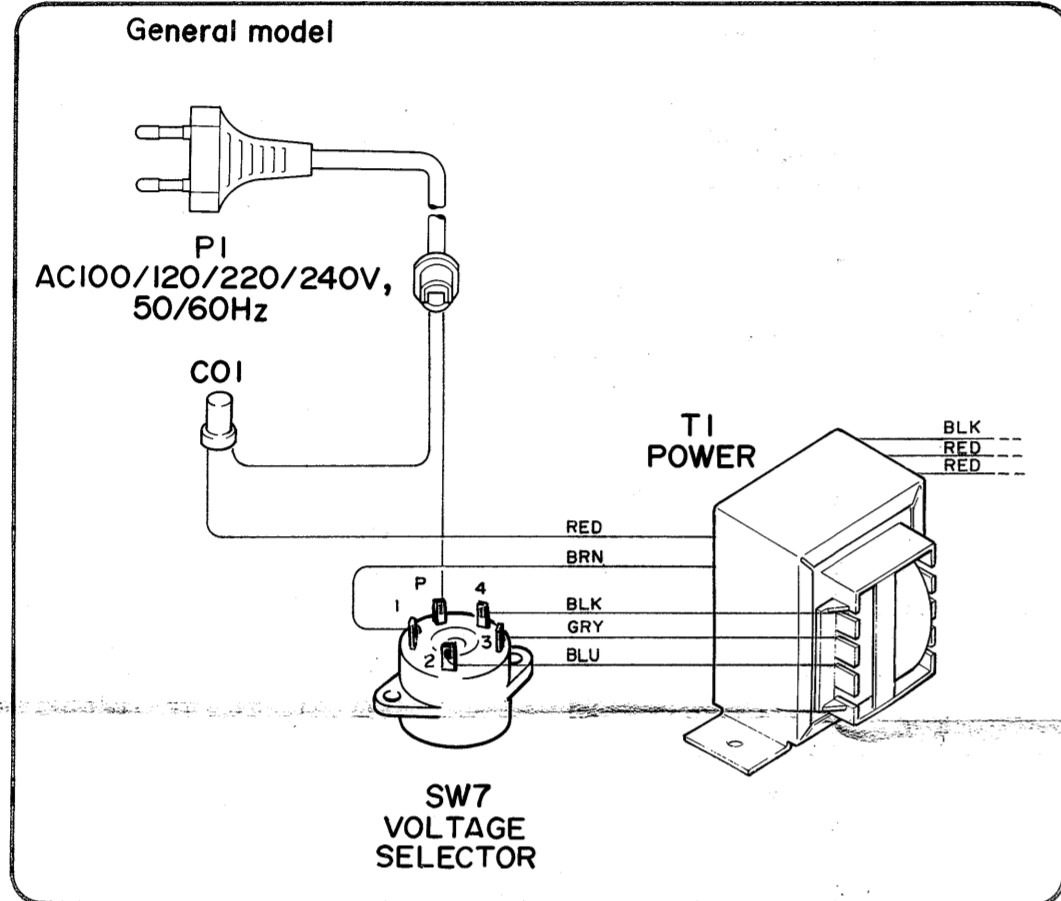 General model
P1
AC100/120/220/240V,
50/60Hz
CO1
T1
POWER
BLK
RED
RED
RED
BRN
P
4
1
BLK
GRY
3
2
BLU
SW7
VOLTAGE
SELECTOR